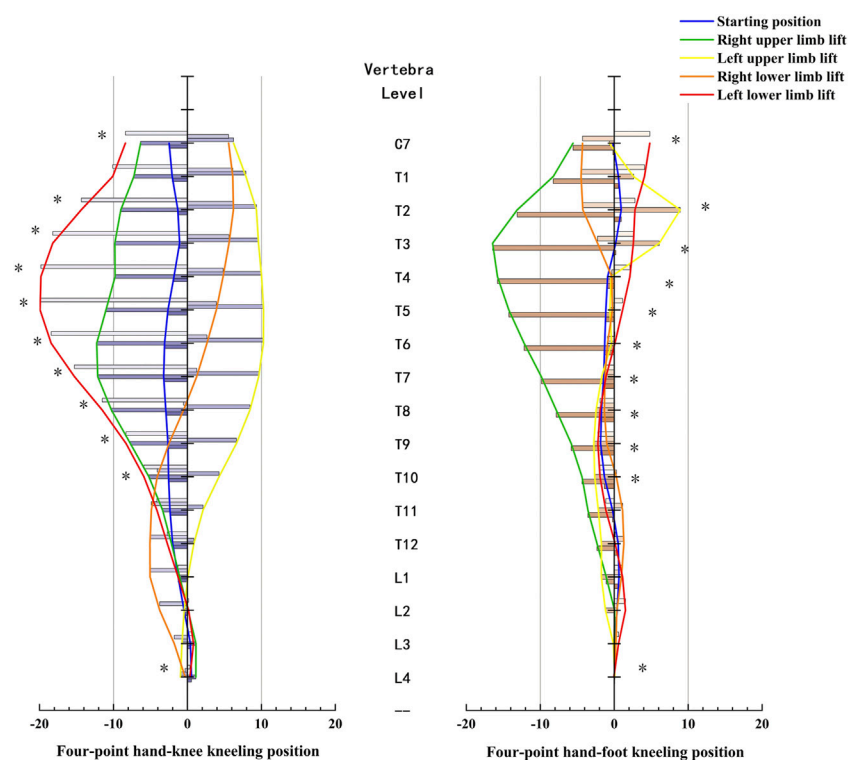 Starting position
Right upper limb lift
Left upper limb lift
Right lower limb lift
Left lower limb lift
Vertebra
Level
* C7 *
T1
* T2 *
* T3 *
* T4 *
* T5 *
* T6 *
* T7 *
* T8 *
* T9 *
* T10 *
T11
T12
L1
L2
L3
* L4 *
--
-20 -10 0 10 20
-20 -10 0 10 20
Four-point hand-knee kneeling position
Four-point hand-foot kneeling position